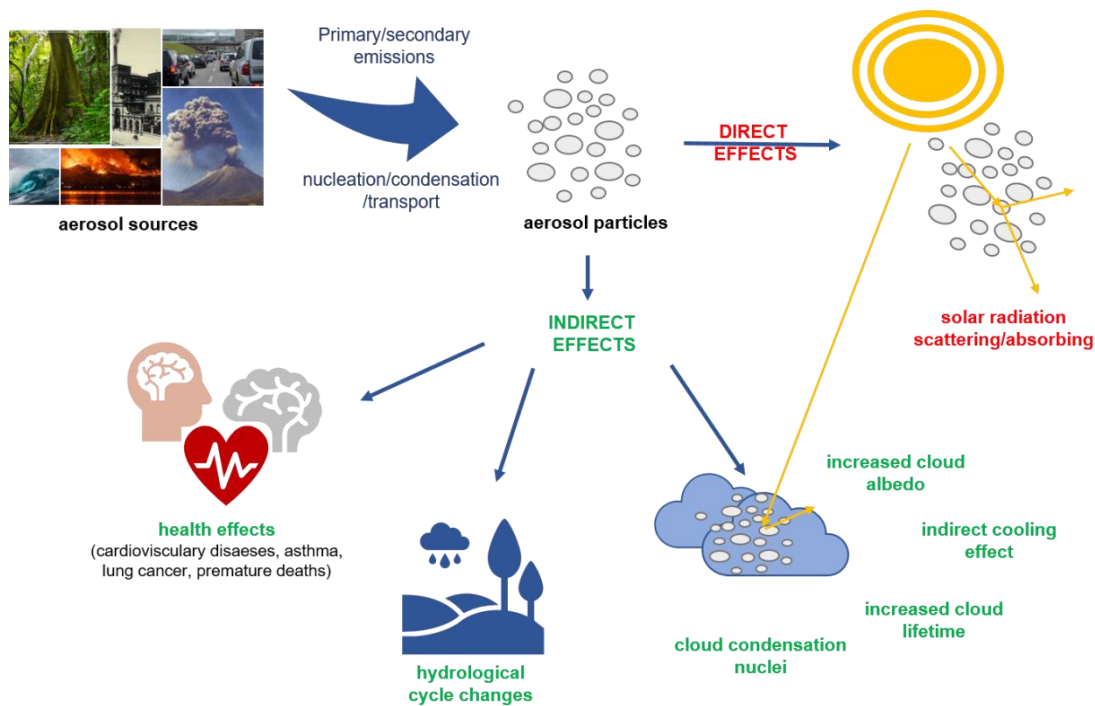 Primary/secondary
emissions
nucleation/condensation
/transport
aerosol sources
aerosol particles
DIRECT
EFFECTS
solar radiation
scattering/absorbing
INDIRECT
EFFECTS
health effects
(cardiovisculary disaeses, asthma,
lung cancer, premature deaths)
hydrological
cycle changes
increased cloud
albedo
indirect cooling
effect
increased cloud
lifetime
cloud condensation
nuclei